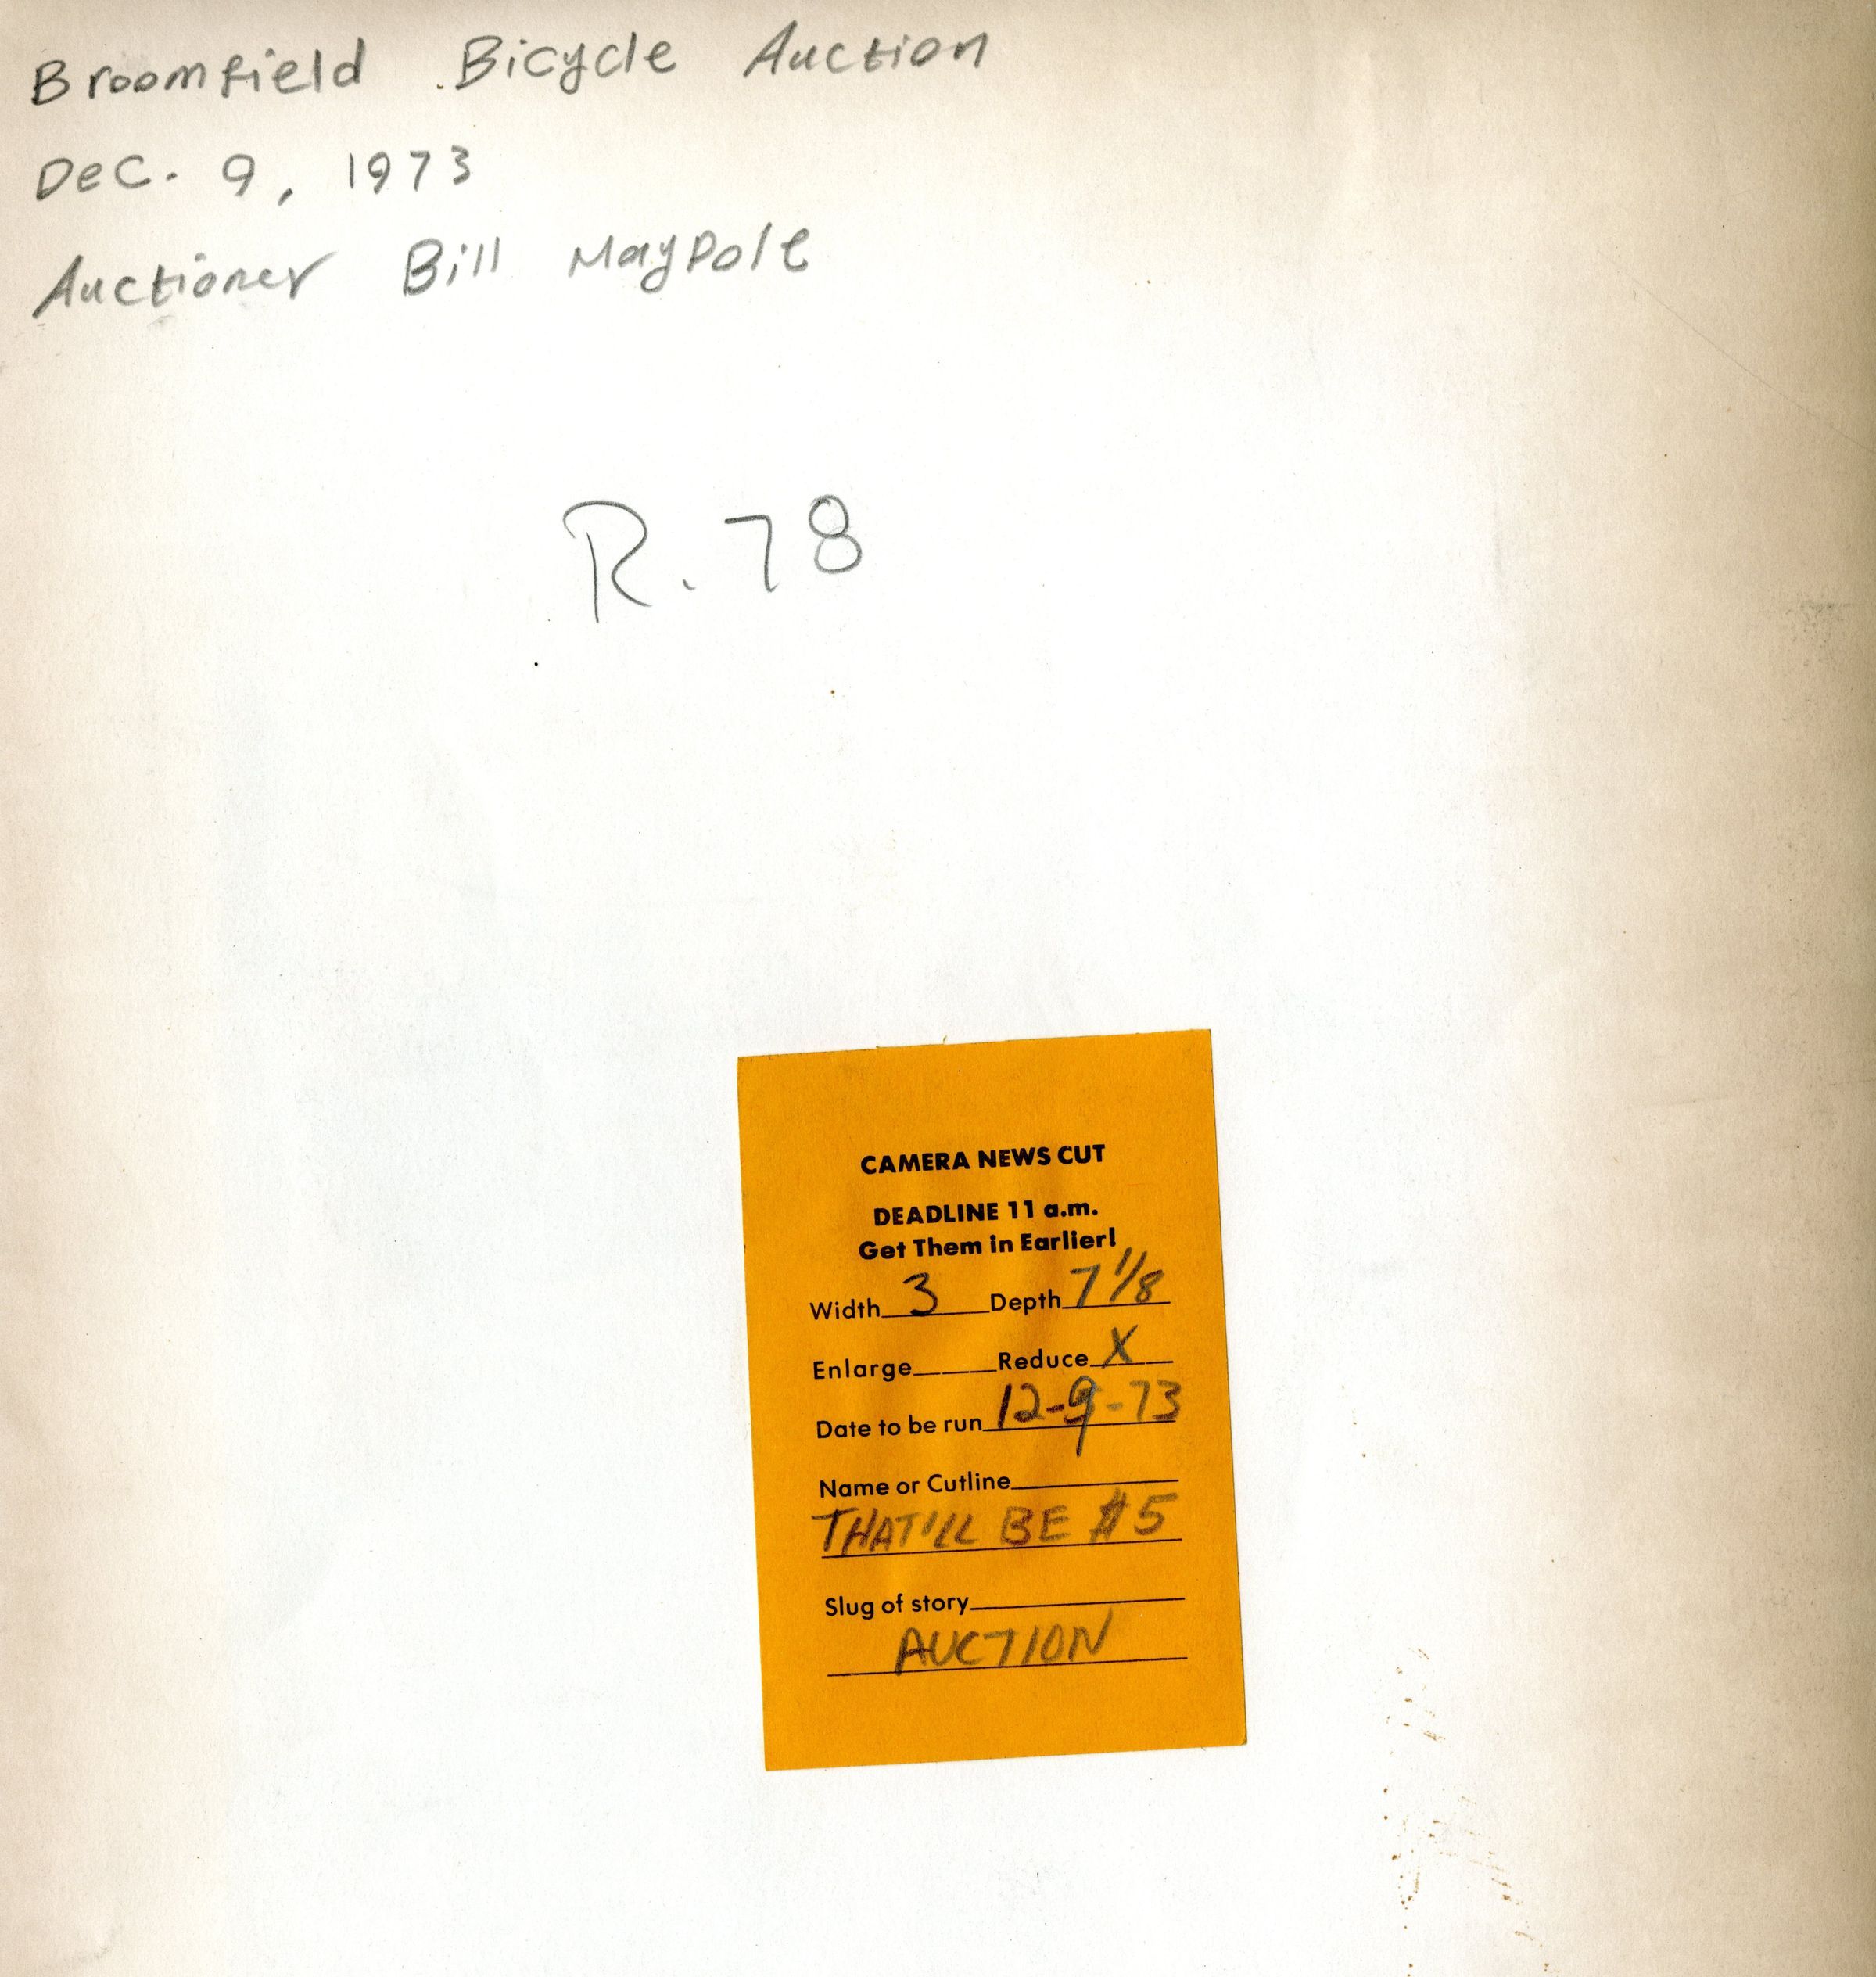 Broomfield Bicycle Auction
Dec. 9, 1973
Auctioner Bill Maypole
R. 78
CAMERA NEWS CUT
DEADLINE 11 a.m.
Get Them in Earlier!
Width 3 Depth 7 1/8
Enlarge Reduce X
Date to be run 12-9-73
Name or Cutline
THAT'LL BE #5
Slug of story
AUCTION